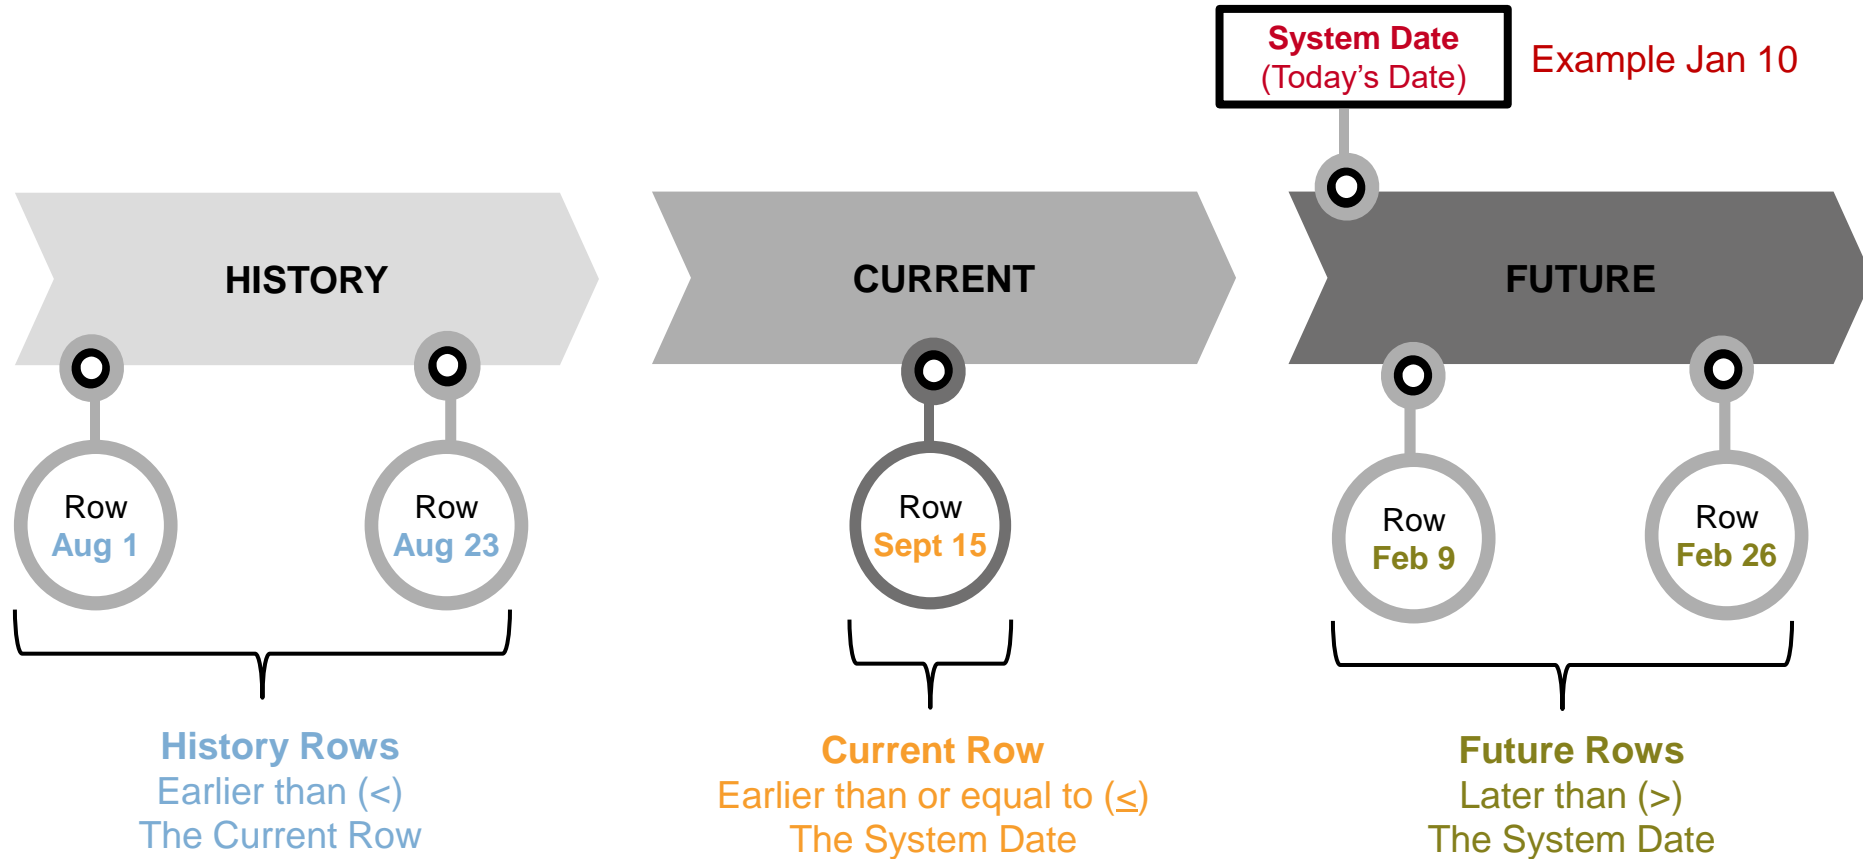 System Date
(Today's Date)
Example Jan 10
HISTORY
CURRENT
FUTURE
Row
Aug 1
Row
Aug 23
Row
Sept 15
Row
Feb 9
Row
Feb 26
History Rows
Earlier than (<)
The Current Row
Current Row
Earlier than or equal to (≤)
The System Date
Future Rows
Later than (>)
The System Date